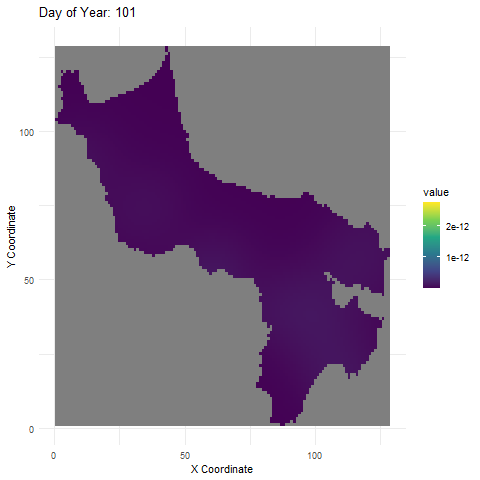 Day of Year: 101
Y Coordinate
100
50
0
0
50
100
X Coordinate
value
2e-12
1e-12